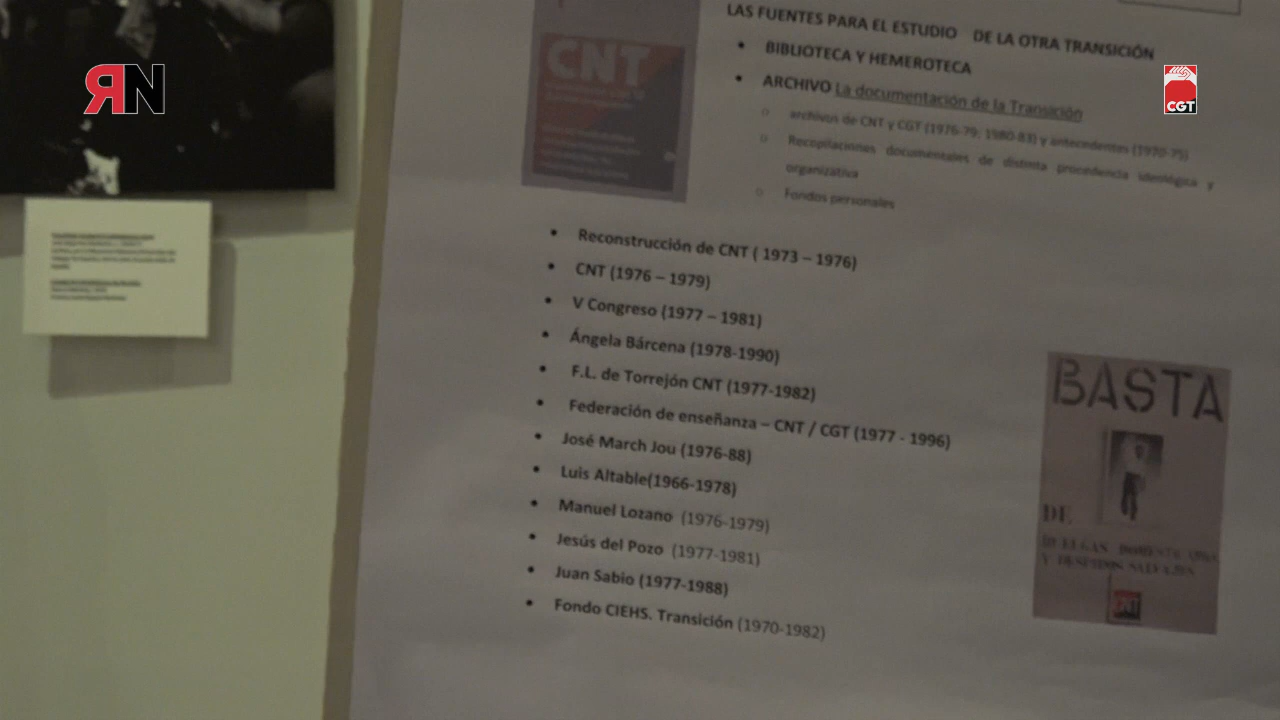 RN
CGT
CNT
LAS FUENTES PARA EL ESTUDIO DE LA OTRA TRANSICIÓN
• BIBLIOTECA Y HEMEROTECA
• ARCHIVO La documentación de la Transición
o archivos de CNT y CGT (1976-79; 1980-83) y antecedentes (1970-75)
o Recopilaciones documentales de distinta procedencia ideológica y
organizativa
o Fondos personales
• Reconstrucción de CNT ( 1973 – 1976)
• CNT (1976 – 1979)
• V Congreso (1977 – 1981)
• Ángela Bárcena (1978-1990)
• F.L. de Torrejón CNT (1977-1982)
• Federación de enseñanza – CNT / CGT (1977 - 1996)
• José March Jou (1976-88)
• Luis Altable(1966-1978)
• Manuel Lozano (1976-1979)
• Jesús del Pozo (1977-1981)
• Juan Sabio (1977-1988)
• Fondo CIEHS. Transición (1970-1982)
BASTA
DE
Y DESPIDOS SALVAJES
CNT